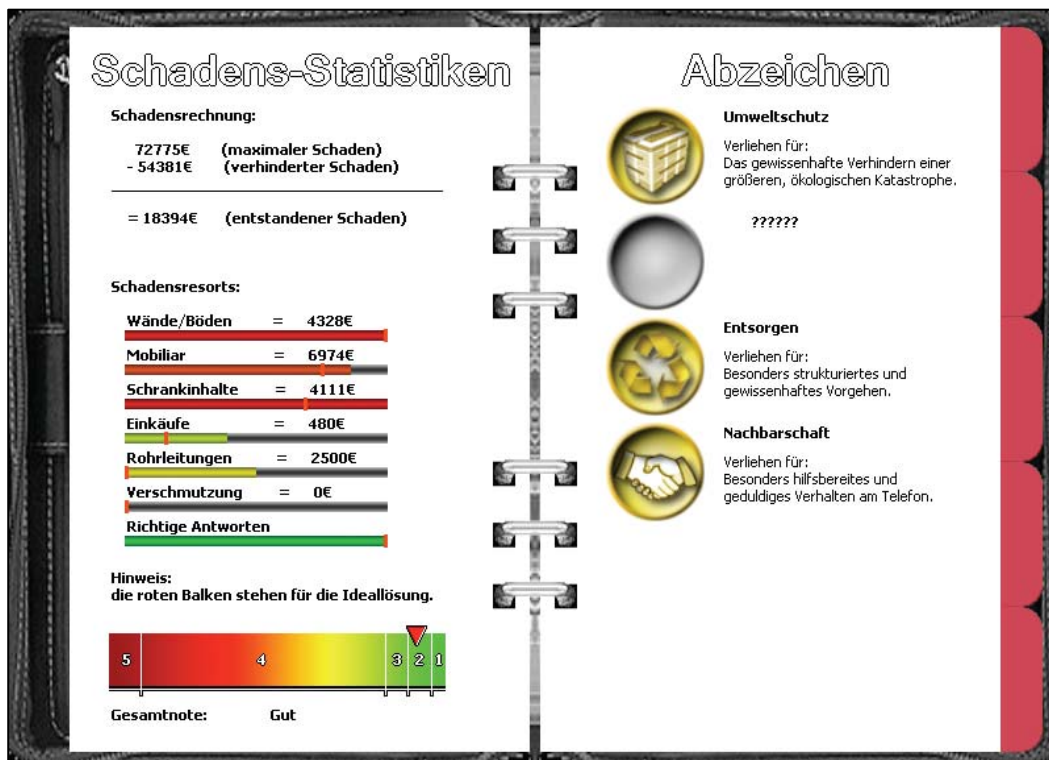 Schadens-Statistiken
Schadensrechnung:
72775€ (maximaler Schaden)
- 54381€ (verhinderter Schaden)
= 18394€ (entstandener Schaden)
Schadensresorts:
Wände/Böden = 4328€
Mobiliar = 6974€
Schrankinhalte = 4111€
Einkäufe = 480€
Rohrleitungen = 2500€
Verschmutzung = 0€
Richtige Antworten
Hinweis:
die roten Balken stehen für die Ideallösung.
5 4 3 2 1
Gesamtnote: Gut
Abzeichen
Umweltschutz
Verliehen für:
Das gewissenhafte Verhindern einer
größeren, ökologischen Katastrophe.
??????
Entsorgen
Verliehen für:
Besonders strukturiertes und
gewissenhaftes Vorgehen.
Nachbarschaft
Verliehen für:
Besonders hilfsbereites und
geduldiges Verhalten am Telefon.